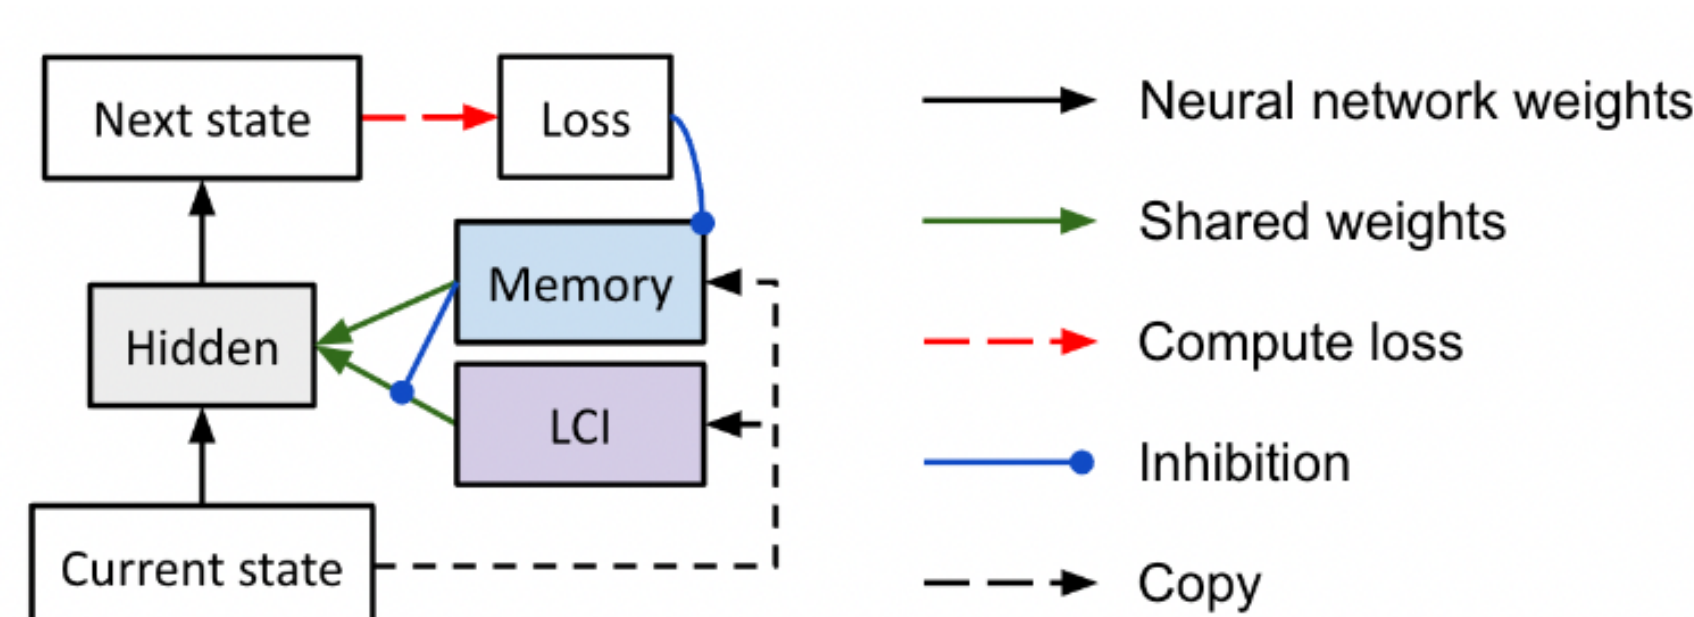 Next state
Loss
Memory
Hidden
LCI
Current state
Neural network weights
Shared weights
Compute loss
Inhibition
Copy